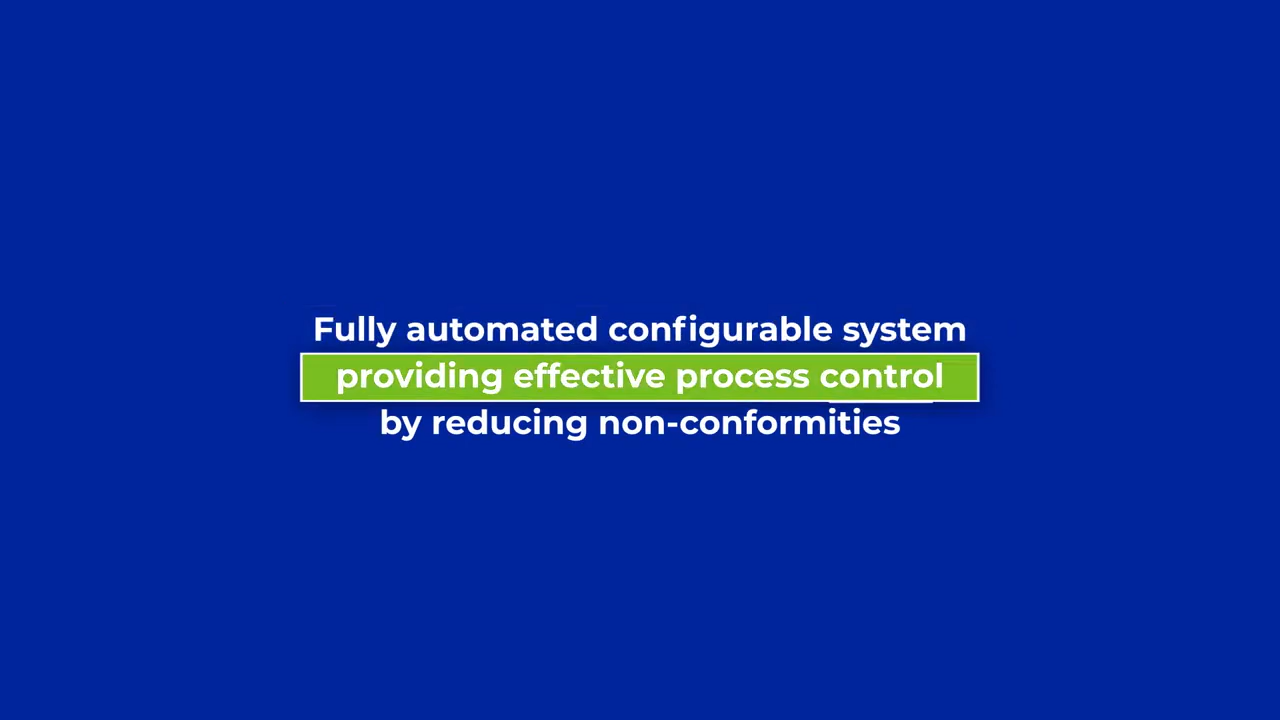 Fully automated configurable system
providing effective process control
by reducing non-conformities